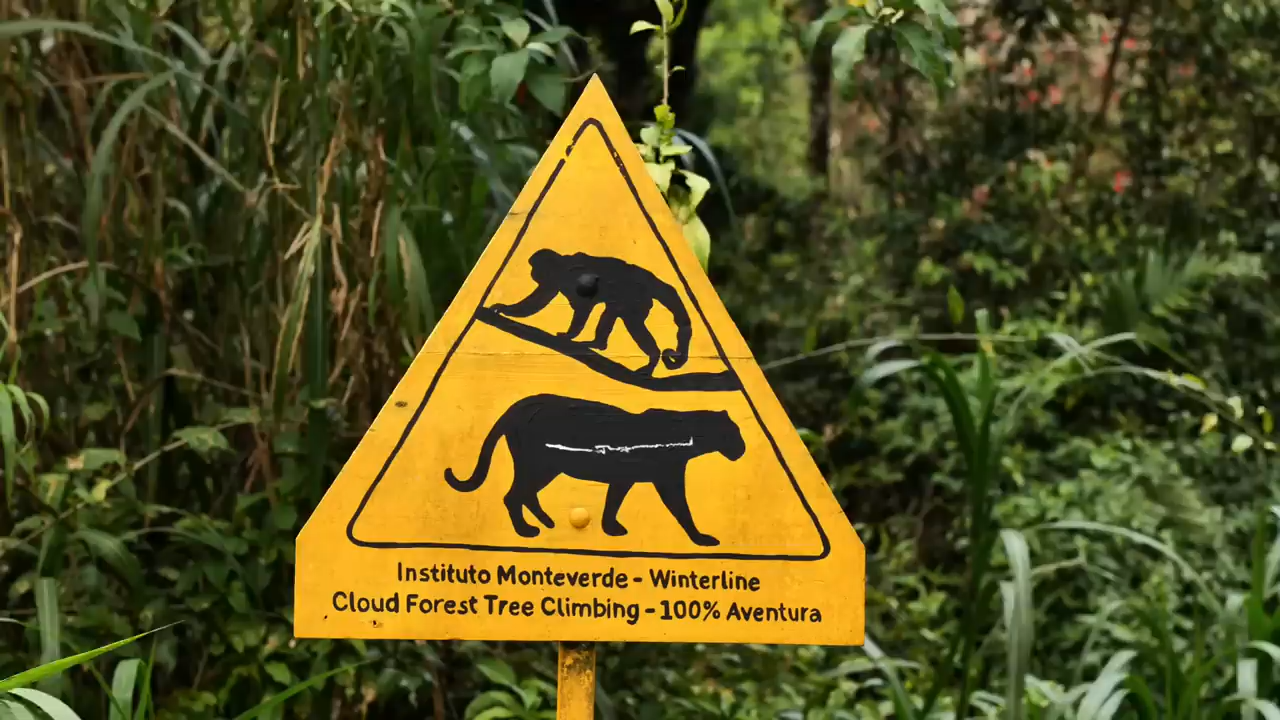 Instituto Monteverde - Winterline
Cloud Forest Tree Climbing - 100% Aventura